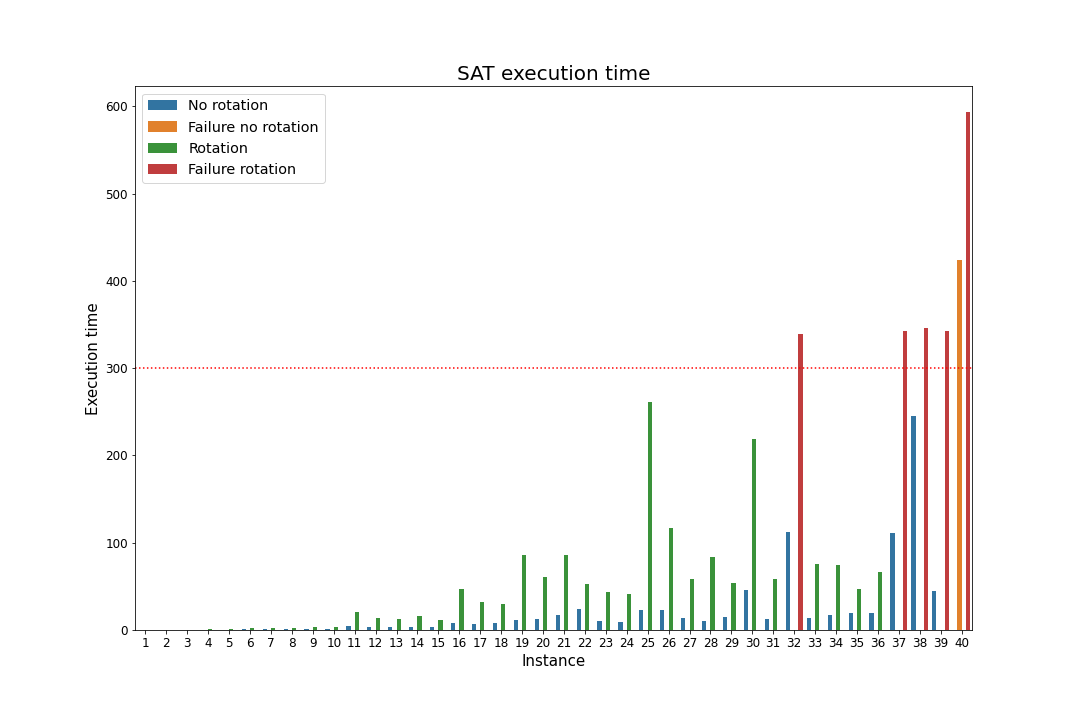 SAT execution time
No rotation
Failure no rotation
Rotation
Failure rotation
600
500
400
300
200
100
0
Execution time
1 2 3 4 5 6 7 8 9 10 11 12 13 14 15 16 17 18 19 20 21 22 23 24 25 26 27 28 29 30 31 32 33 34 35 36 37 38 39 40
Instance